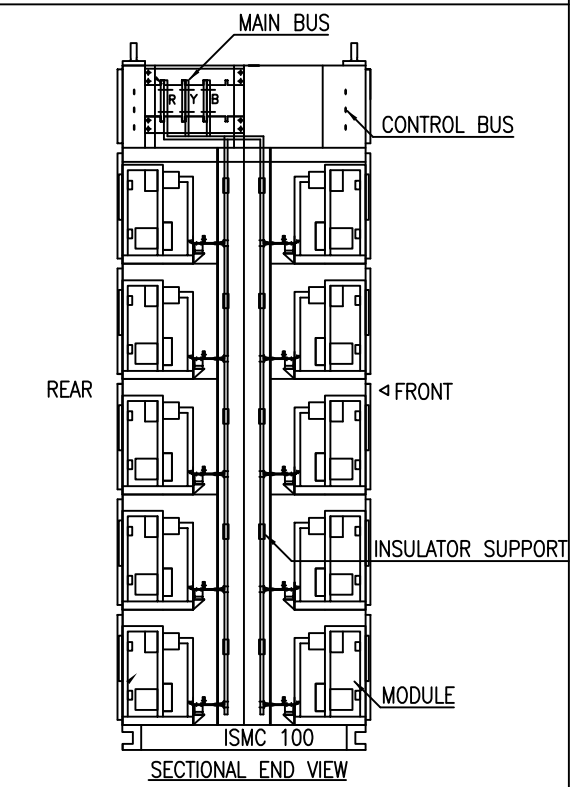 MAIN BUS
R Y B
CONTROL BUS
REAR
FRONT
INSULATOR SUPPORT
MODULE
ISMC 100
SECTIONAL END VIEW